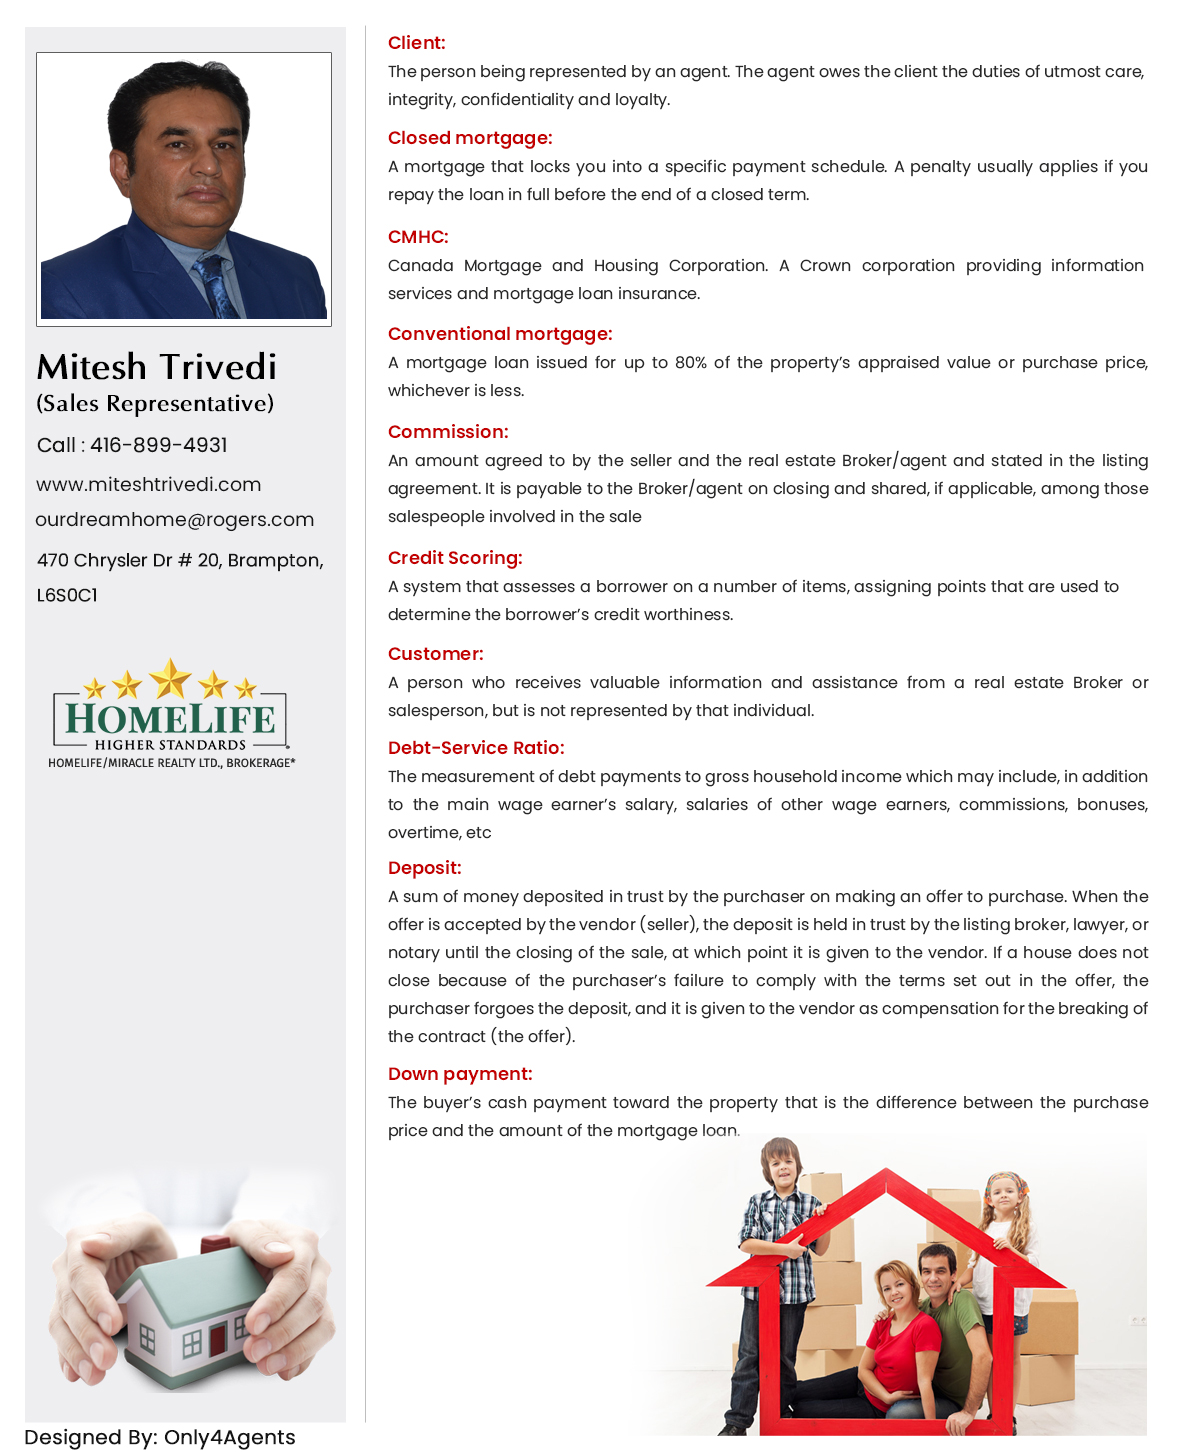 Mitesh Trivedi
(Sales Representative)
Call : 416-899-4931
www.miteshtrivedi.com
ourdreamhome@rogers.com
470 Chrysler Dr # 20, Brampton,
L6S0C1
HOMELIFE
HIGHER STANDARDS
HOMELIFE/MIRACLE REALTY LTD., BROKERAGE*
Client:
The person being represented by an agent. The agent owes the client the duties of utmost care,
integrity, confidentiality and loyalty.
Closed mortgage:
A mortgage that locks you into a specific payment schedule. A penalty usually applies if you
repay the loan in full before the end of a closed term.
CMHC:
Canada Mortgage and Housing Corporation. A Crown corporation providing information
services and mortgage loan insurance.
Conventional mortgage:
A mortgage loan issued for up to 80% of the property’s appraised value or purchase price,
whichever is less.
Commission:
An amount agreed to by the seller and the real estate Broker/agent and stated in the listing
agreement. It is payable to the Broker/agent on closing and shared, if applicable, among those
salespeople involved in the sale
Credit Scoring:
A system that assesses a borrower on a number of items, assigning points that are used to
determine the borrower’s credit worthiness.
Customer:
A person who receives valuable information and assistance from a real estate Broker or
salesperson, but is not represented by that individual.
Debt-Service Ratio:
The measurement of debt payments to gross household income which may include, in addition
to the main wage earner’s salary, salaries of other wage earners, commissions, bonuses,
overtime, etc
Deposit:
A sum of money deposited in trust by the purchaser on making an offer to purchase. When the
offer is accepted by the vendor (seller), the deposit is held in trust by the listing broker, lawyer, or
notary until the closing of the sale, at which point it is given to the vendor. If a house does not
close because of the purchaser’s failure to comply with the terms set out in the offer, the
purchaser forgoes the deposit, and it is given to the vendor as compensation for the breaking of
the contract (the offer).
Down payment:
The buyer’s cash payment toward the property that is the difference between the purchase
price and the amount of the mortgage loan.
Designed By: Only4Agents